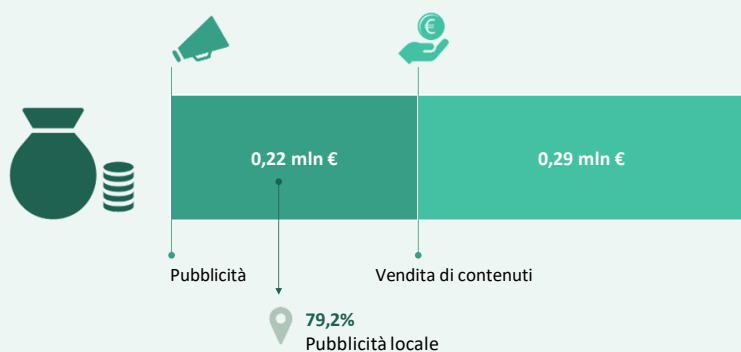 €
0,22 mln €
0,29 mln €
Pubblicità
Vendita di contenuti
79,2%
Pubblicità locale